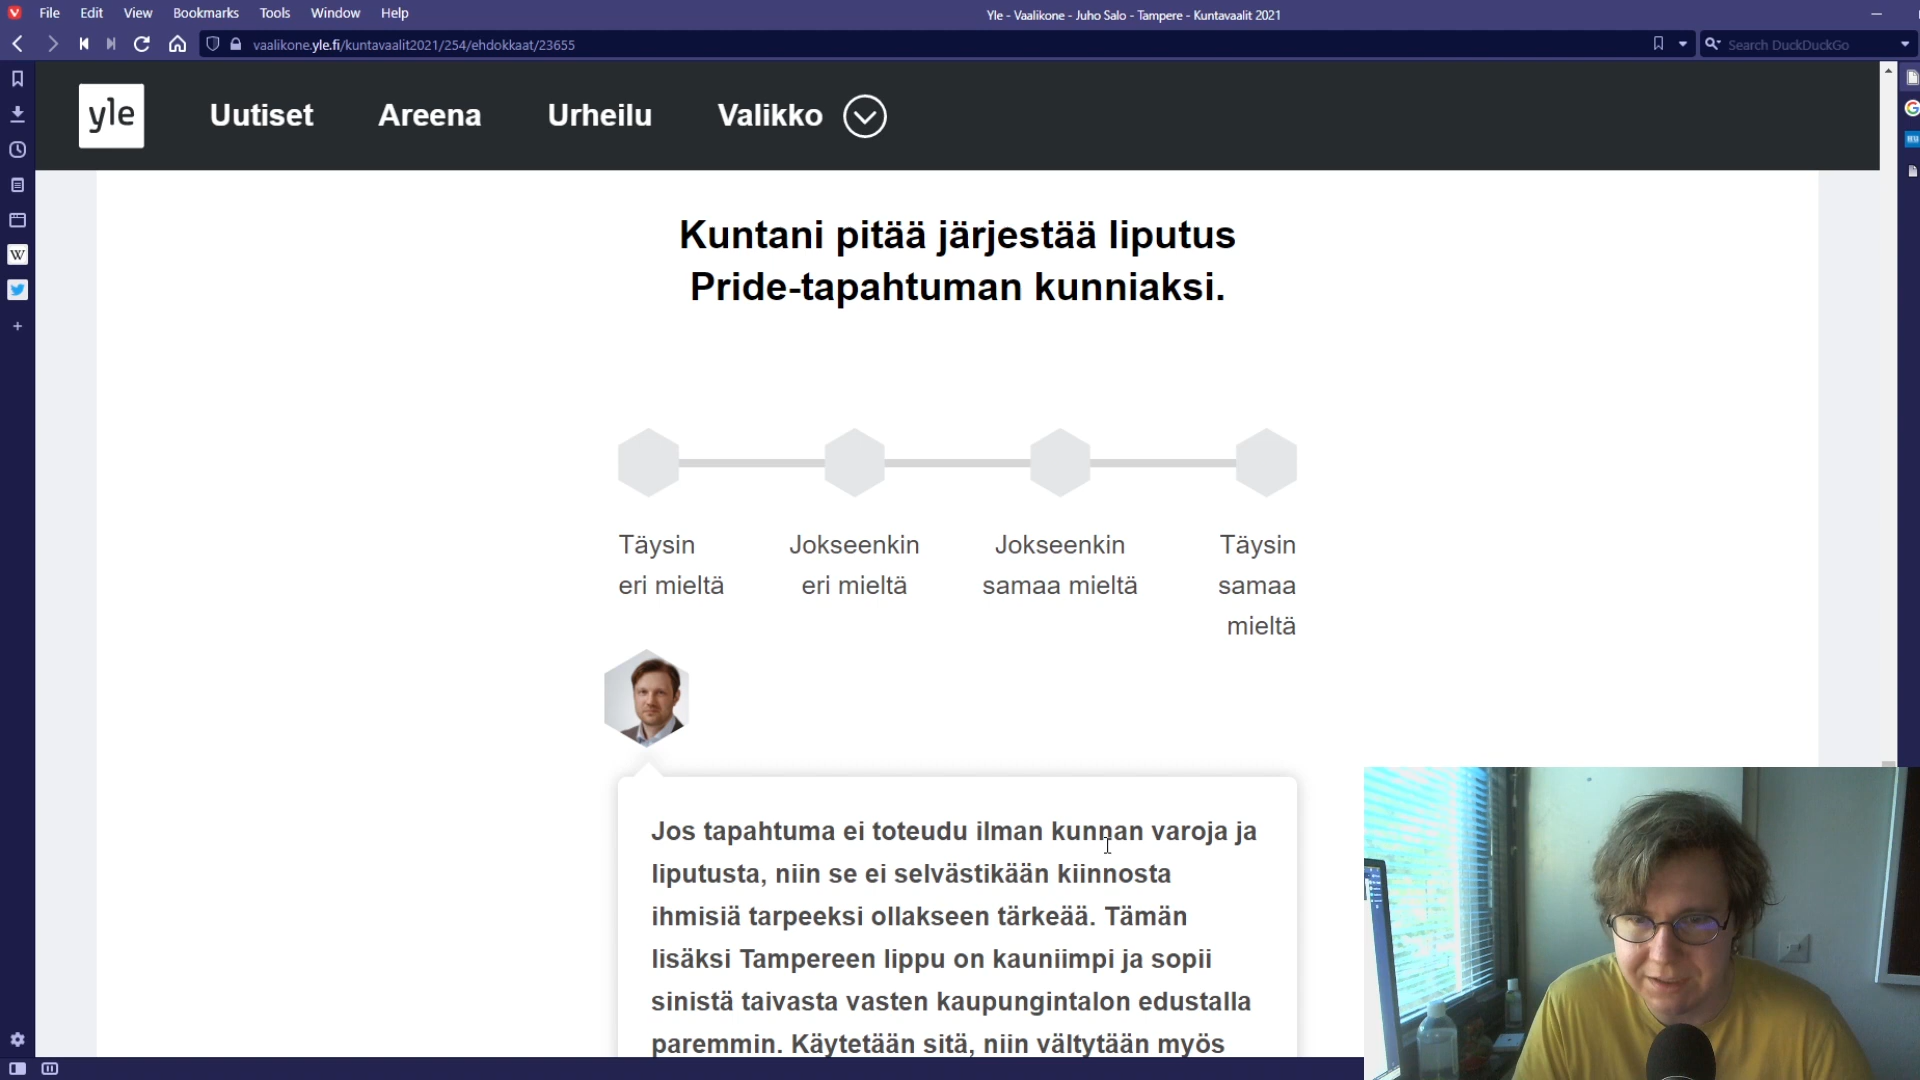 File Edit View Bookmarks Tools Window Help
Yle - Vaalikone - Juho Salo - Tampere - Kuntavaalit 2021
vaalikone.yle.fi/kuntavaalit2021/254/ehdokkaat/23655
Search DuckDuckGo
yle
Uutiset Areena Urheilu Valikko
W
Kuntani pitää järjestää liputus
Pride-tapahtuman kunniaksi.
Täysin
eri mieltä
Jokseenkin
eri mieltä
Jokseenkin
samaa mieltä
Täysin
samaa
mieltä
Jos tapahtuma ei toteudu ilman kunnan varoja ja
liputusta, niin se ei selvästikään kiinnosta
ihmisiä tarpeeksi ollakseen tärkeää. Tämän
lisäksi Tampereen lippu on kauniimpi ja sopii
sinistä taivasta vasten kaupungintalon edustalla
paremmin. Käytetään sitä, niin vältytään myös